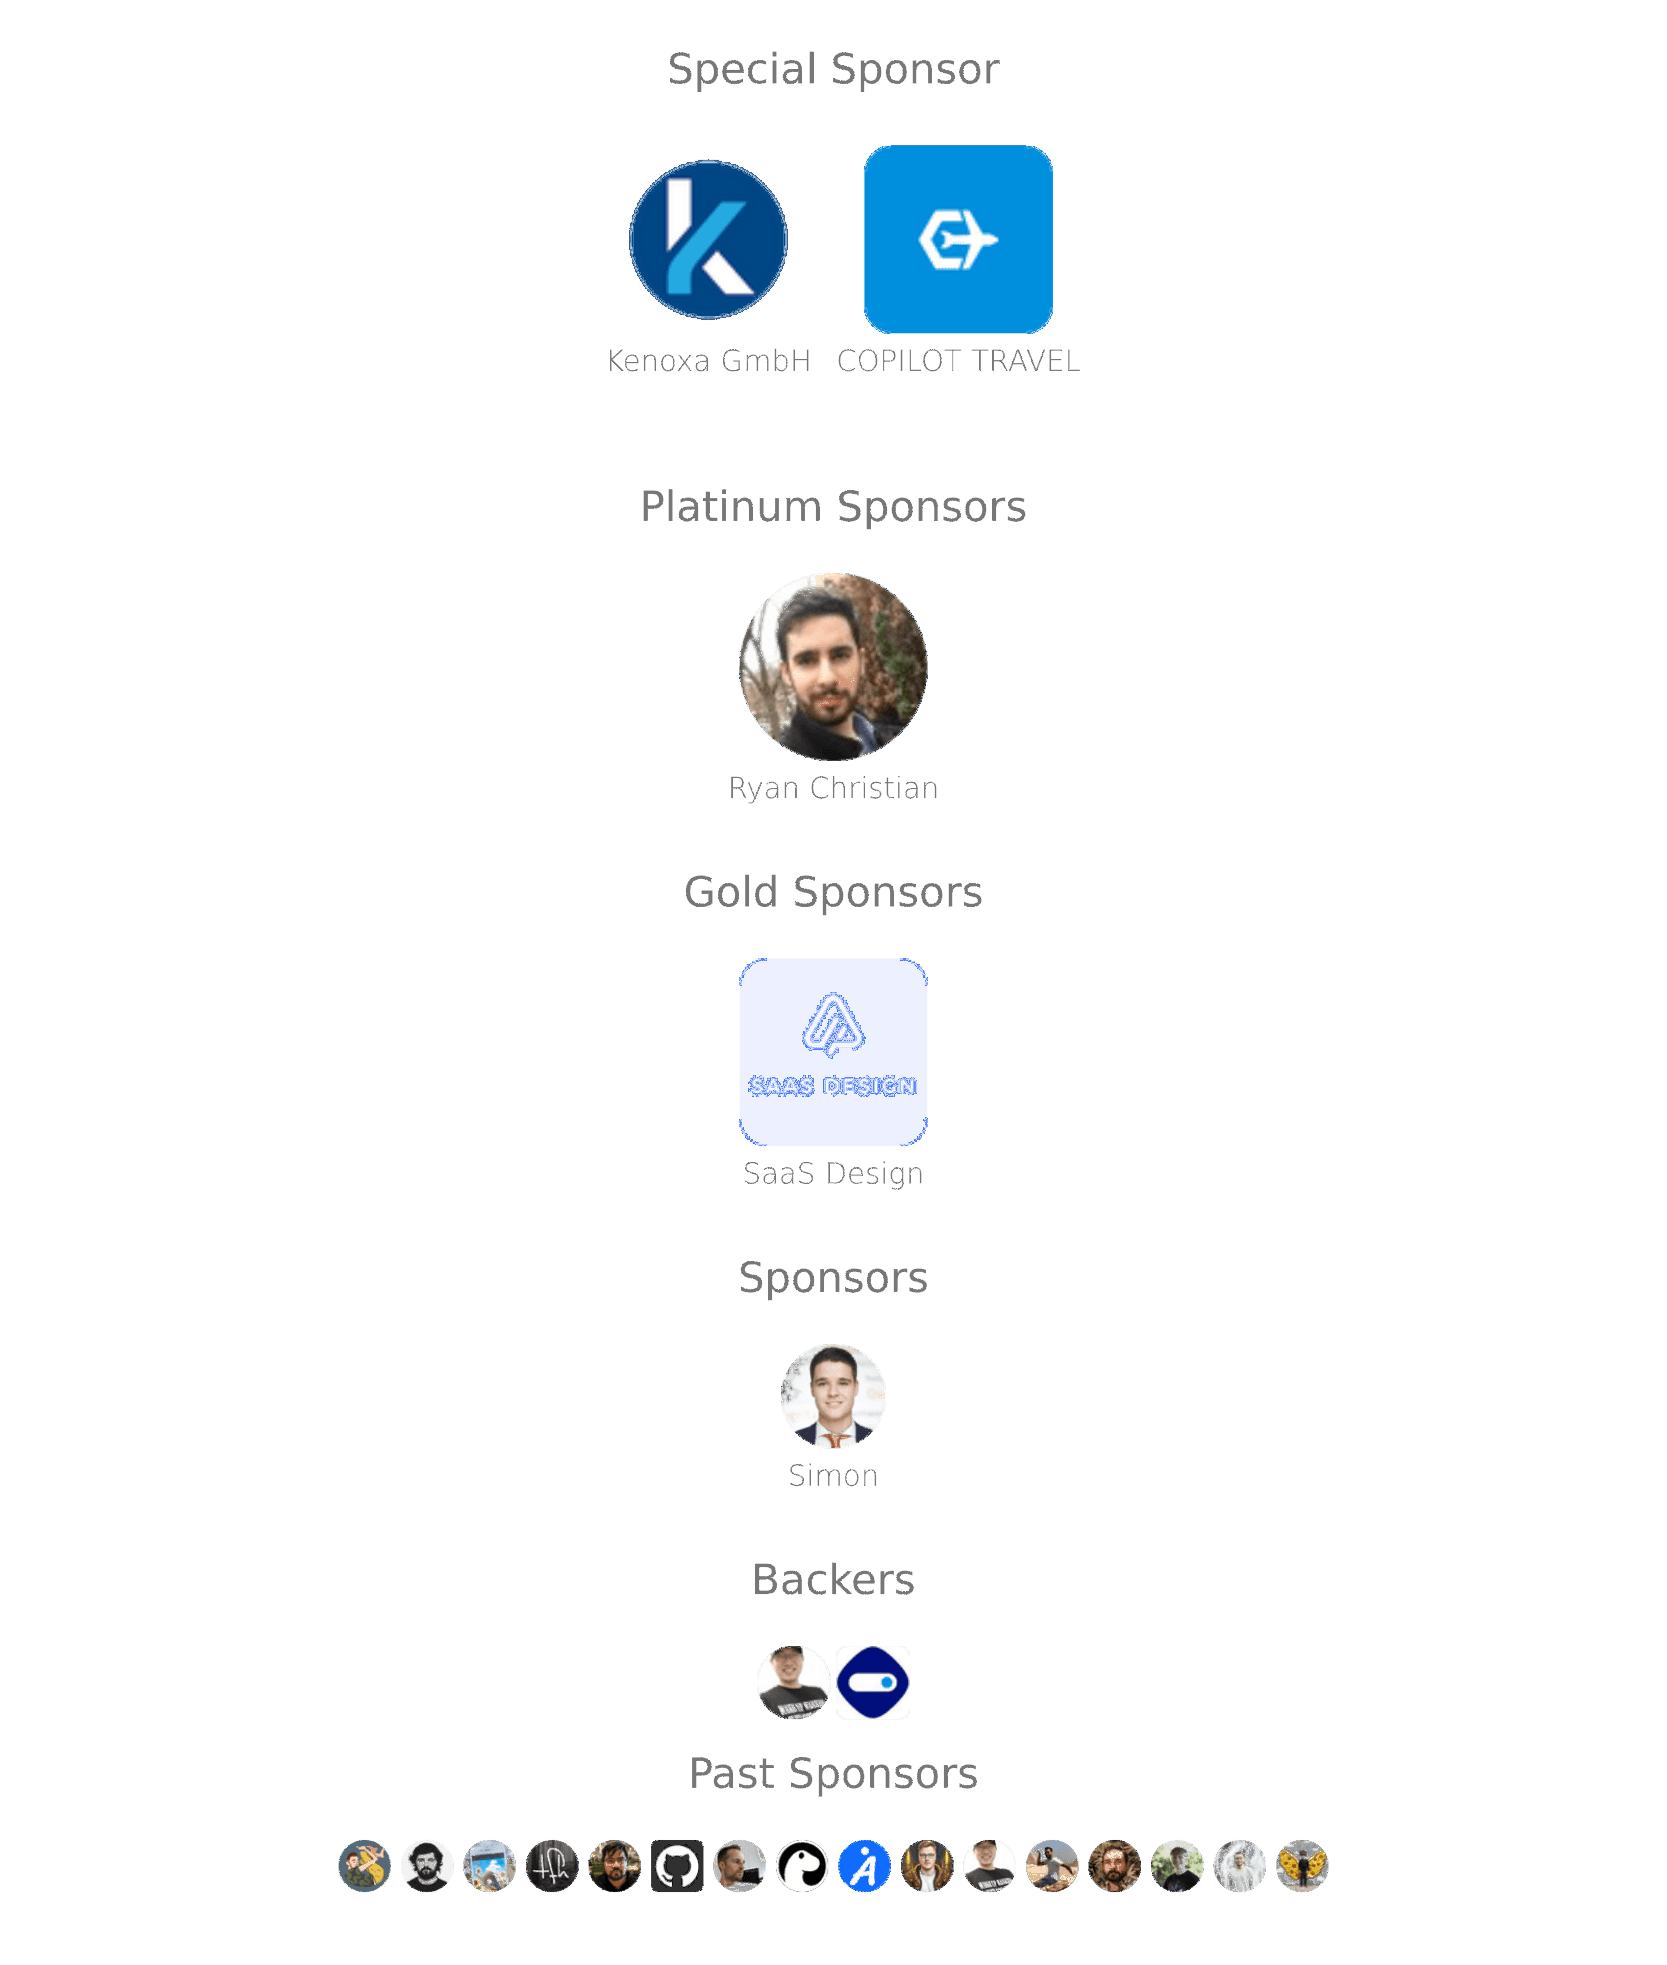 Special Sponsor
Kenoxa GmbH COPILOT TRAVEL
Platinum Sponsors
Ryan Christian
Gold Sponsors
SAAS DESIGN
SaaS Design
Sponsors
Simon
Backers
Past Sponsors
tfh